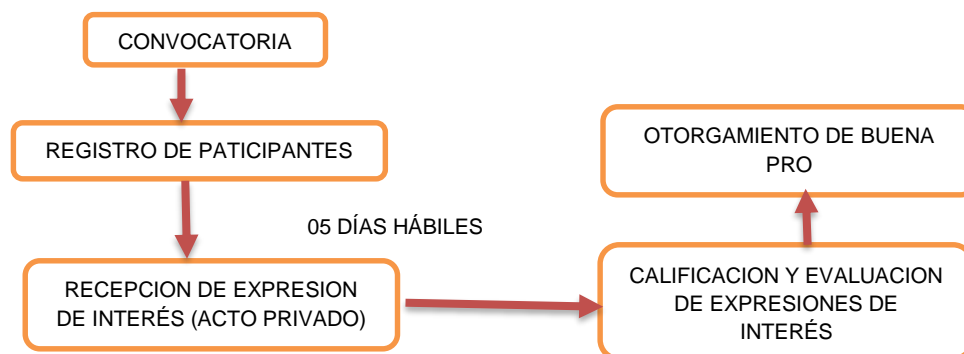 CONVOCATORIA
REGISTRO DE PATICIPANTES
05 DÍAS HÁBILES
RECEPCION DE EXPRESION
DE INTERÉS (ACTO PRIVADO)
CALIFICACION Y EVALUACION
DE EXPRESIONES DE
INTERÉS
OTORGAMIENTO DE BUENA
PRO